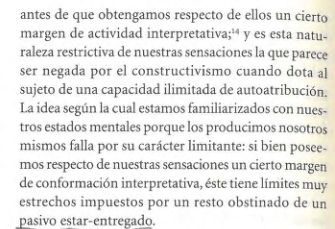 antes de que obtengamos respecto de ellos un cierto
margen de actividad interpretativa;¹⁴ y es esta natu-
raleza restrictiva de nuestras sensaciones la que parece
ser negada por el constructivismo cuando dota al
sujeto de una capacidad ilimitada de autoatribución.
La idea según la cual estamos familiarizados con nues-
tros estados mentales porque los producimos nosotros
mismos falla por su carácter limitante: si bien posee-
mos respecto de nuestras sensaciones un cierto margen
de conformación interpretativa, éste tiene límites muy
estrechos impuestos por un resto obstinado de un
pasivo estar-entregado.